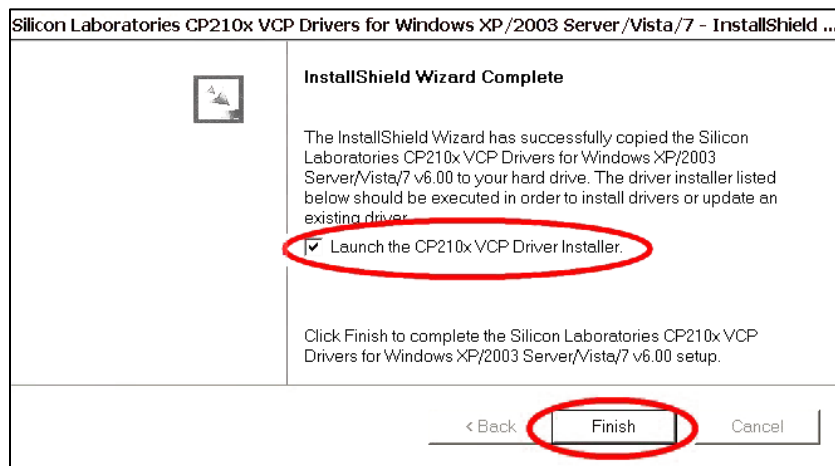 Silicon Laboratories CP210x VCP Drivers for Windows XP/2003 Server/Vista/7 - InstallShield ...
InstallShield Wizard Complete
The InstallShield Wizard has successfully copied the Silicon
Laboratories CP210x VCP Drivers for Windows XP/2003
Server/Vista/7 v6.00 to your hard drive. The driver installer listed
below should be executed in order to install drivers or update an
existing driver.
Launch the CP210x VCP Driver Installer.
Click Finish to complete the Silicon Laboratories CP210x VCP
Drivers for Windows XP/2003 Server/Vista/7 v6.00 setup.
< Back Finish Cancel